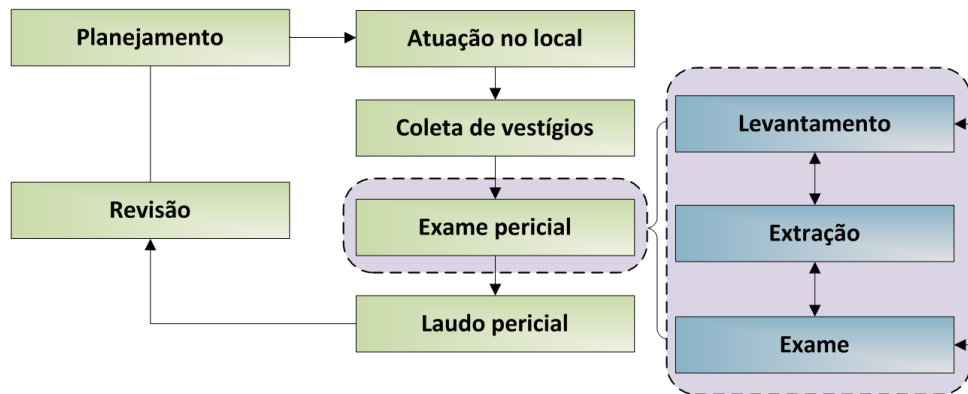 Planejamento
Atuação no local
Coleta de vestígios
Levantamento
Revisão
Exame pericial
Extração
Laudo pericial
Exame